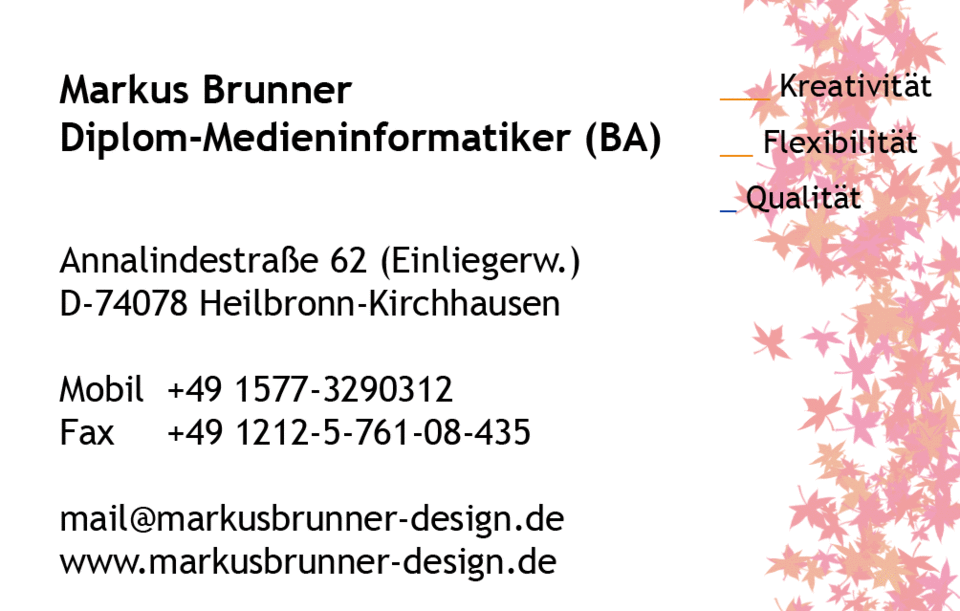 Markus Brunner
Diplom-Medieninformatiker (BA)
Kreativität
Flexibilität
Qualität
Annalindestraße 62 (Einliegerw.)
D-74078 Heilbronn-Kirchhausen
Mobil +49 1577-3290312
Fax +49 1212-5-761-08-435
mail@markusbrunner-design.de
www.markusbrunner-design.de